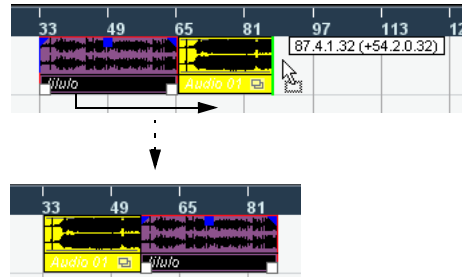 33 49 65 81 97 113 12
87.4.1.32 (+54.2.0.32)
lilulo Audio 01
33 49 65 81
Audio 01 lilulo